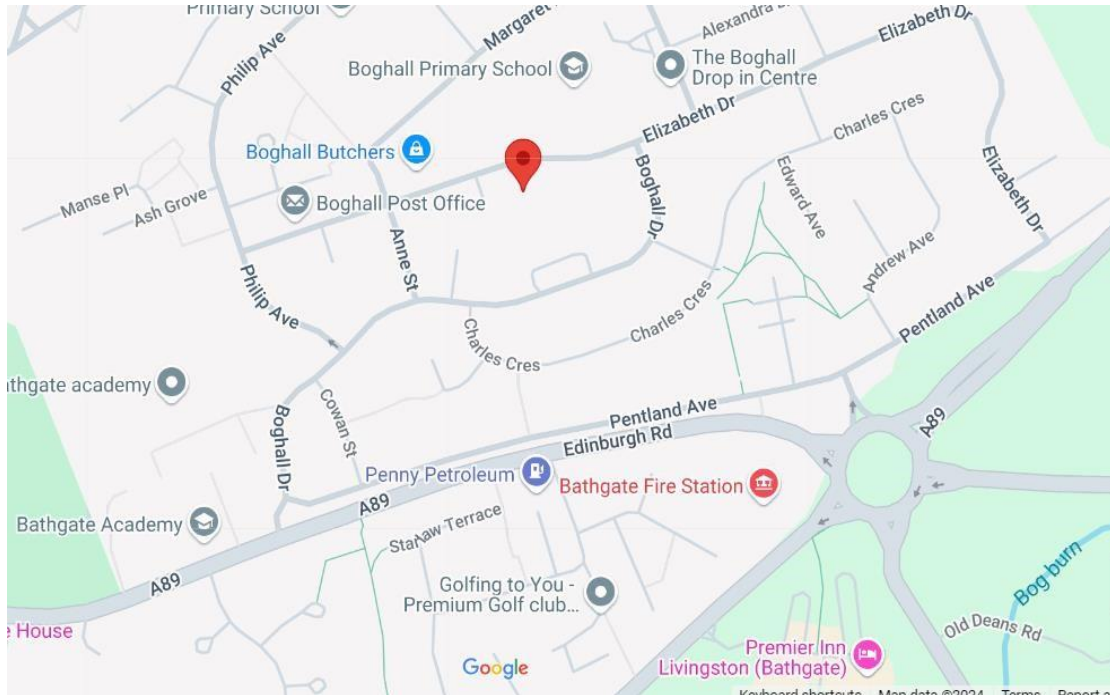 Primary School
Philip Ave
Margaret
Alexandra
Elizabeth Dr
Boghall Primary School
The Boghall
Drop in Centre
Elizabeth Dr
Charles Cres
Boghall Butchers
Boghall Dr
Edward Ave
Elizabeth Dr
Manse Pl
Ash Grove
Boghall Post Office
Anne St
Andrew Ave
Philip Ave
Charles Cres
Charles Cres
Pentland Ave
athgate academy
Cowan St
Boghall Dr
Pentland Ave
Edinburgh Rd
A89
Penny Petroleum
Bathgate Fire Station
A89
Bathgate Academy
Terrace
A89
Golfing to You -
Premium Golf club...
Bog burn
Old Deans Rd
e House
Google
Premier Inn
Livingston (Bathgate)
Keyboard shortcuts Map data ©2024 Terms